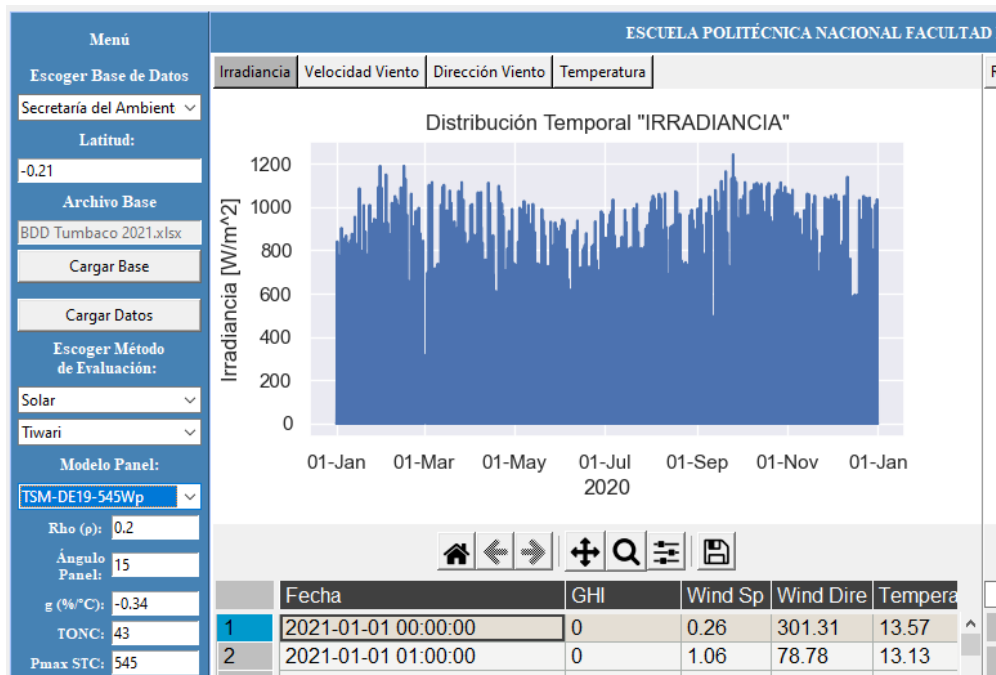 Menú
ESCUELA POLITÉCNICA NACIONAL FACULTAD
Escoger Base de Datos
Secretaría del Ambient
Latitud:
-0.21
Archivo Base
BDD Tumbaco 2021.xlsx
Cargar Base
Cargar Datos
Escoger Método
de Evaluación:
Solar
Tiwari
Modelo Panel:
TSM-DE19-545Wp
Rho (ρ): 0.2
Ángulo
Panel: 15
g (%/°C): -0.34
TONC: 43
Pmax STC: 545
Irradiancia Velocidad Viento Dirección Viento Temperatura
Distribución Temporal "IRRADIANCIA"
Irradiancia [W/m^2]
1200
1000
800
600
400
200
0
01-Jan 01-Mar 01-May 01-Jul 01-Sep 01-Nov 01-Jan
2020
Fecha GHI Wind Sp Wind Dire Tempera
1 2021-01-01 00:00:00 0 0.26 301.31 13.57
2 2021-01-01 01:00:00 0 1.06 78.78 13.13